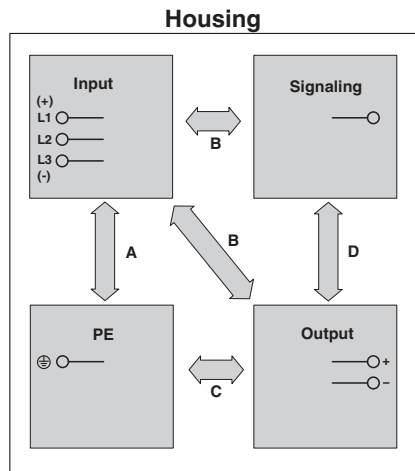 Housing
Input
(+)
L1
L2
L3
(-)
B
Signaling
A
B
D
PE
C
Output
+
–